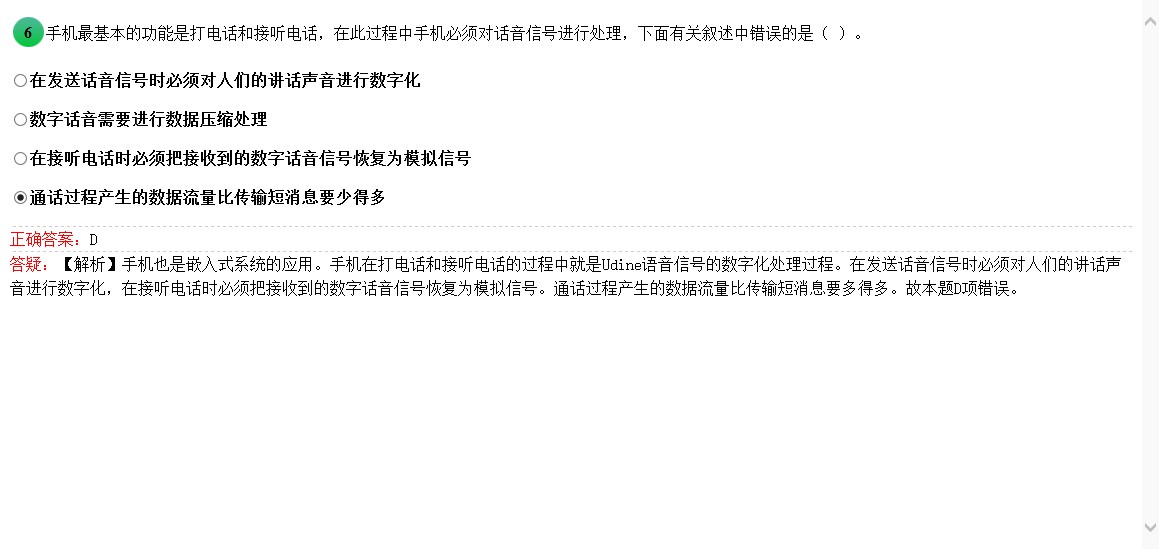 6 手机最基本的功能是打电话和接听电话，在此过程中手机必须对话音信号进行处理，下面有关叙述中错误的是（ ）。
在发送话音信号时必须对人们的讲话声音进行数字化
数字话音需要进行数据压缩处理
在接听电话时必须把接收到的数字话音信号恢复为模拟信号
通话过程产生的数据流量比传输短消息要少得多
正确答案：D
答疑：【解析】手机也是嵌入式系统的应用。手机在打电话和接听电话的过程中就是Udine语音信号的数字化处理过程。在发送话音信号时必须对人们的讲话声
音进行数字化，在接听电话时必须把接收到的数字话音信号恢复为模拟信号。通话过程产生的数据流量比传输短消息要多得多。故本题D项错误。